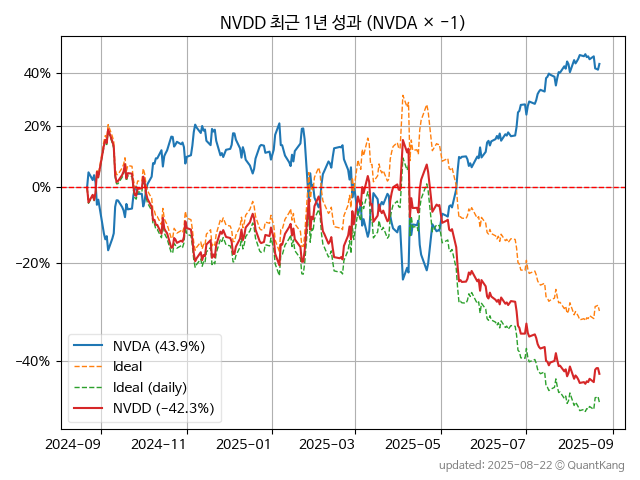 NVDD 최근 1년 성과 (NVDA × −1)
40%
20%
0%
−20%
−40%
NVDA (43.9%)
Ideal
Ideal (daily)
NVDD (−42.3%)
2024-09 2024-11 2025-01 2025-03 2025-05 2025-07 2025-09
updated: 2025-08-22 © QuantKang